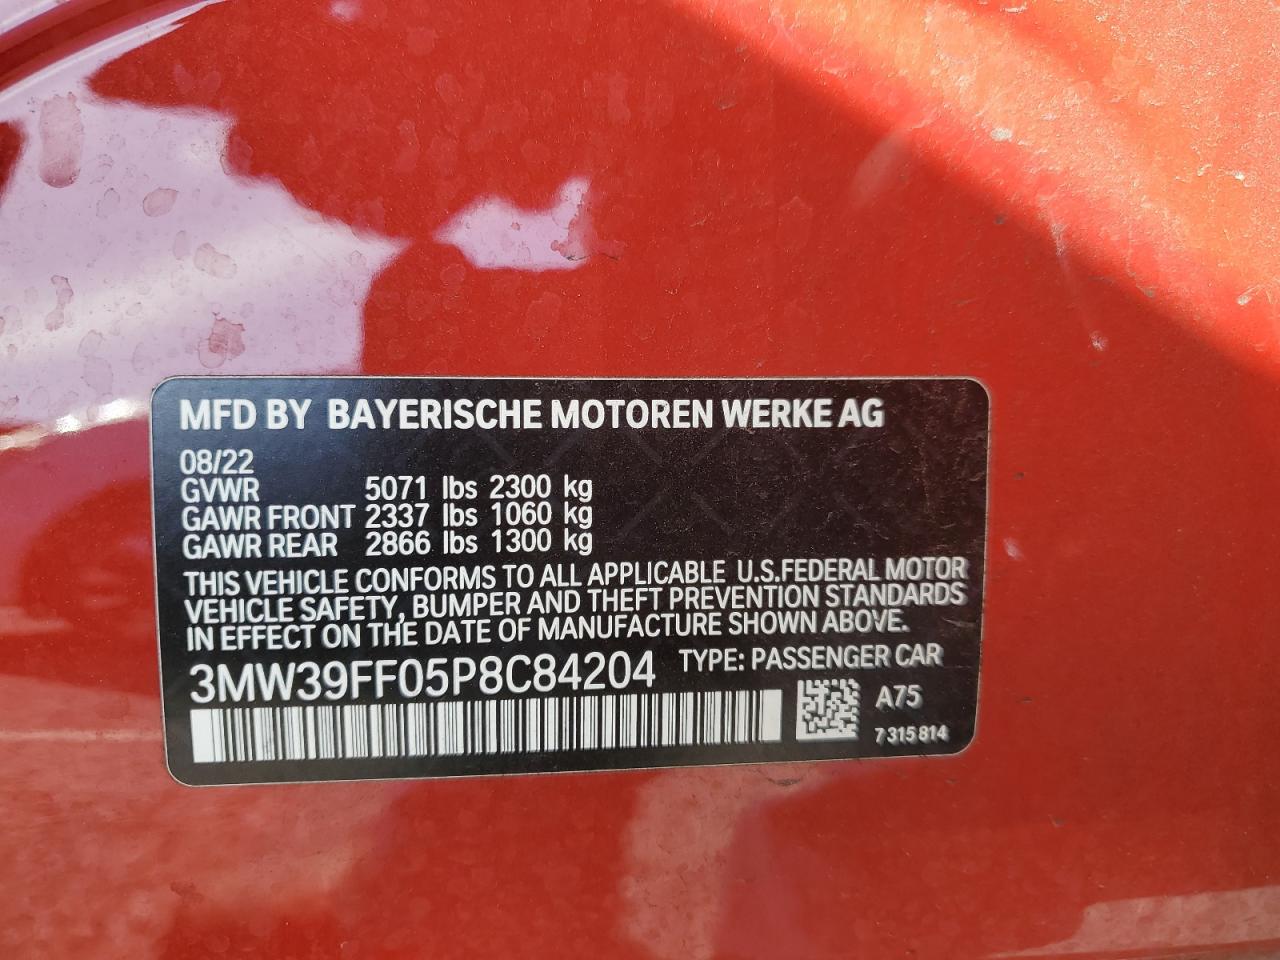 MFD BY BAYERISCHE MOTOREN WERKE AG
08/22
GVWR 5071 lbs 2300 kg
GAWR FRONT 2337 lbs 1060 kg
GAWR REAR 2866 lbs 1300 kg
THIS VEHICLE CONFORMS TO ALL APPLICABLE U.S.FEDERAL MOTOR
VEHICLE SAFETY, BUMPER AND THEFT PREVENTION STANDARDS
IN EFFECT ON THE DATE OF MANUFACTURE SHOWN ABOVE.
3MW39FF05P8C84204 TYPE: PASSENGER CAR
A75
7 315 814